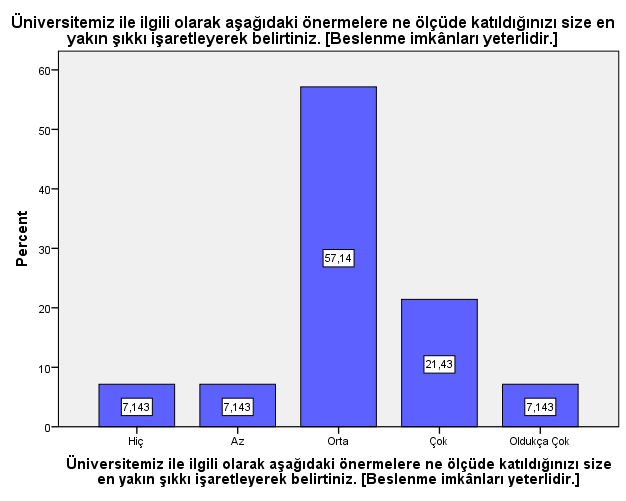 Üniversitemiz ile ilgili olarak aşağıdaki önermelere ne ölçüde katıldığınızı size en
yakın şıkkı işaretleyerek belirtiniz. [Beslenme imkânları yeterlidir.]
Percent
60
50
40
30
20
10
0
7,143
7,143
57,14
21,43
7,143
Hiç
Az
Orta
Çok
Oldukça Çok
Üniversitemiz ile ilgili olarak aşağıdaki önermelere ne ölçüde katıldığınızı size
en yakın şıkkı işaretleyerek belirtiniz. [Beslenme imkânları yeterlidir.]